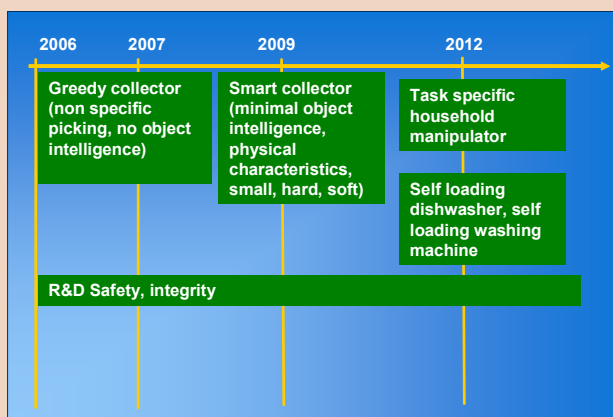 2006 2007 2009 2012
Greedy collector
(non specific
picking, no object
intelligence)
Smart collector
(minimal object
intelligence,
physical
characteristics,
small, hard, soft)
Task specific
household
manipulator
Self loading
dishwasher, self
loading washing
machine
R&D Safety, integrity